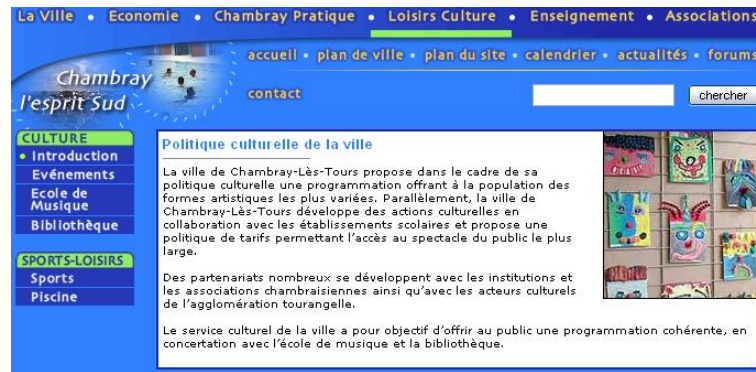 La Ville • Economie • Chambray Pratique • Loisirs Culture • Enseignement • Associations
accueil • plan de ville • plan du site • calendrier • actualités • forums
contact
chercher
Chambray
l'esprit Sud
CULTURE
• Introduction
Evénements
Ecole de
Musique
Bibliothèque
SPORTS-LOISIRS
Sports
Piscine
Politique culturelle de la ville
La ville de Chambray-Lès-Tours propose dans le cadre de sa
politique culturelle une programmation offrant à la population des
formes artistiques les plus variées. Parallèlement, la ville de
Chambray-Lès-Tours développe des actions culturelles en
collaboration avec les établissements scolaires et propose une
politique de tarifs permettant l'accès au spectacle du public le plus
large.
Des partenariats nombreux se développent avec les institutions et
les associations chambraisiennes ainsi qu'avec les acteurs culturels
de l'agglomération tourangelle.
Le service culturel de la ville a pour objectif d'offrir au public une programmation cohérente, en
concertation avec l'école de musique et la bibliothèque.